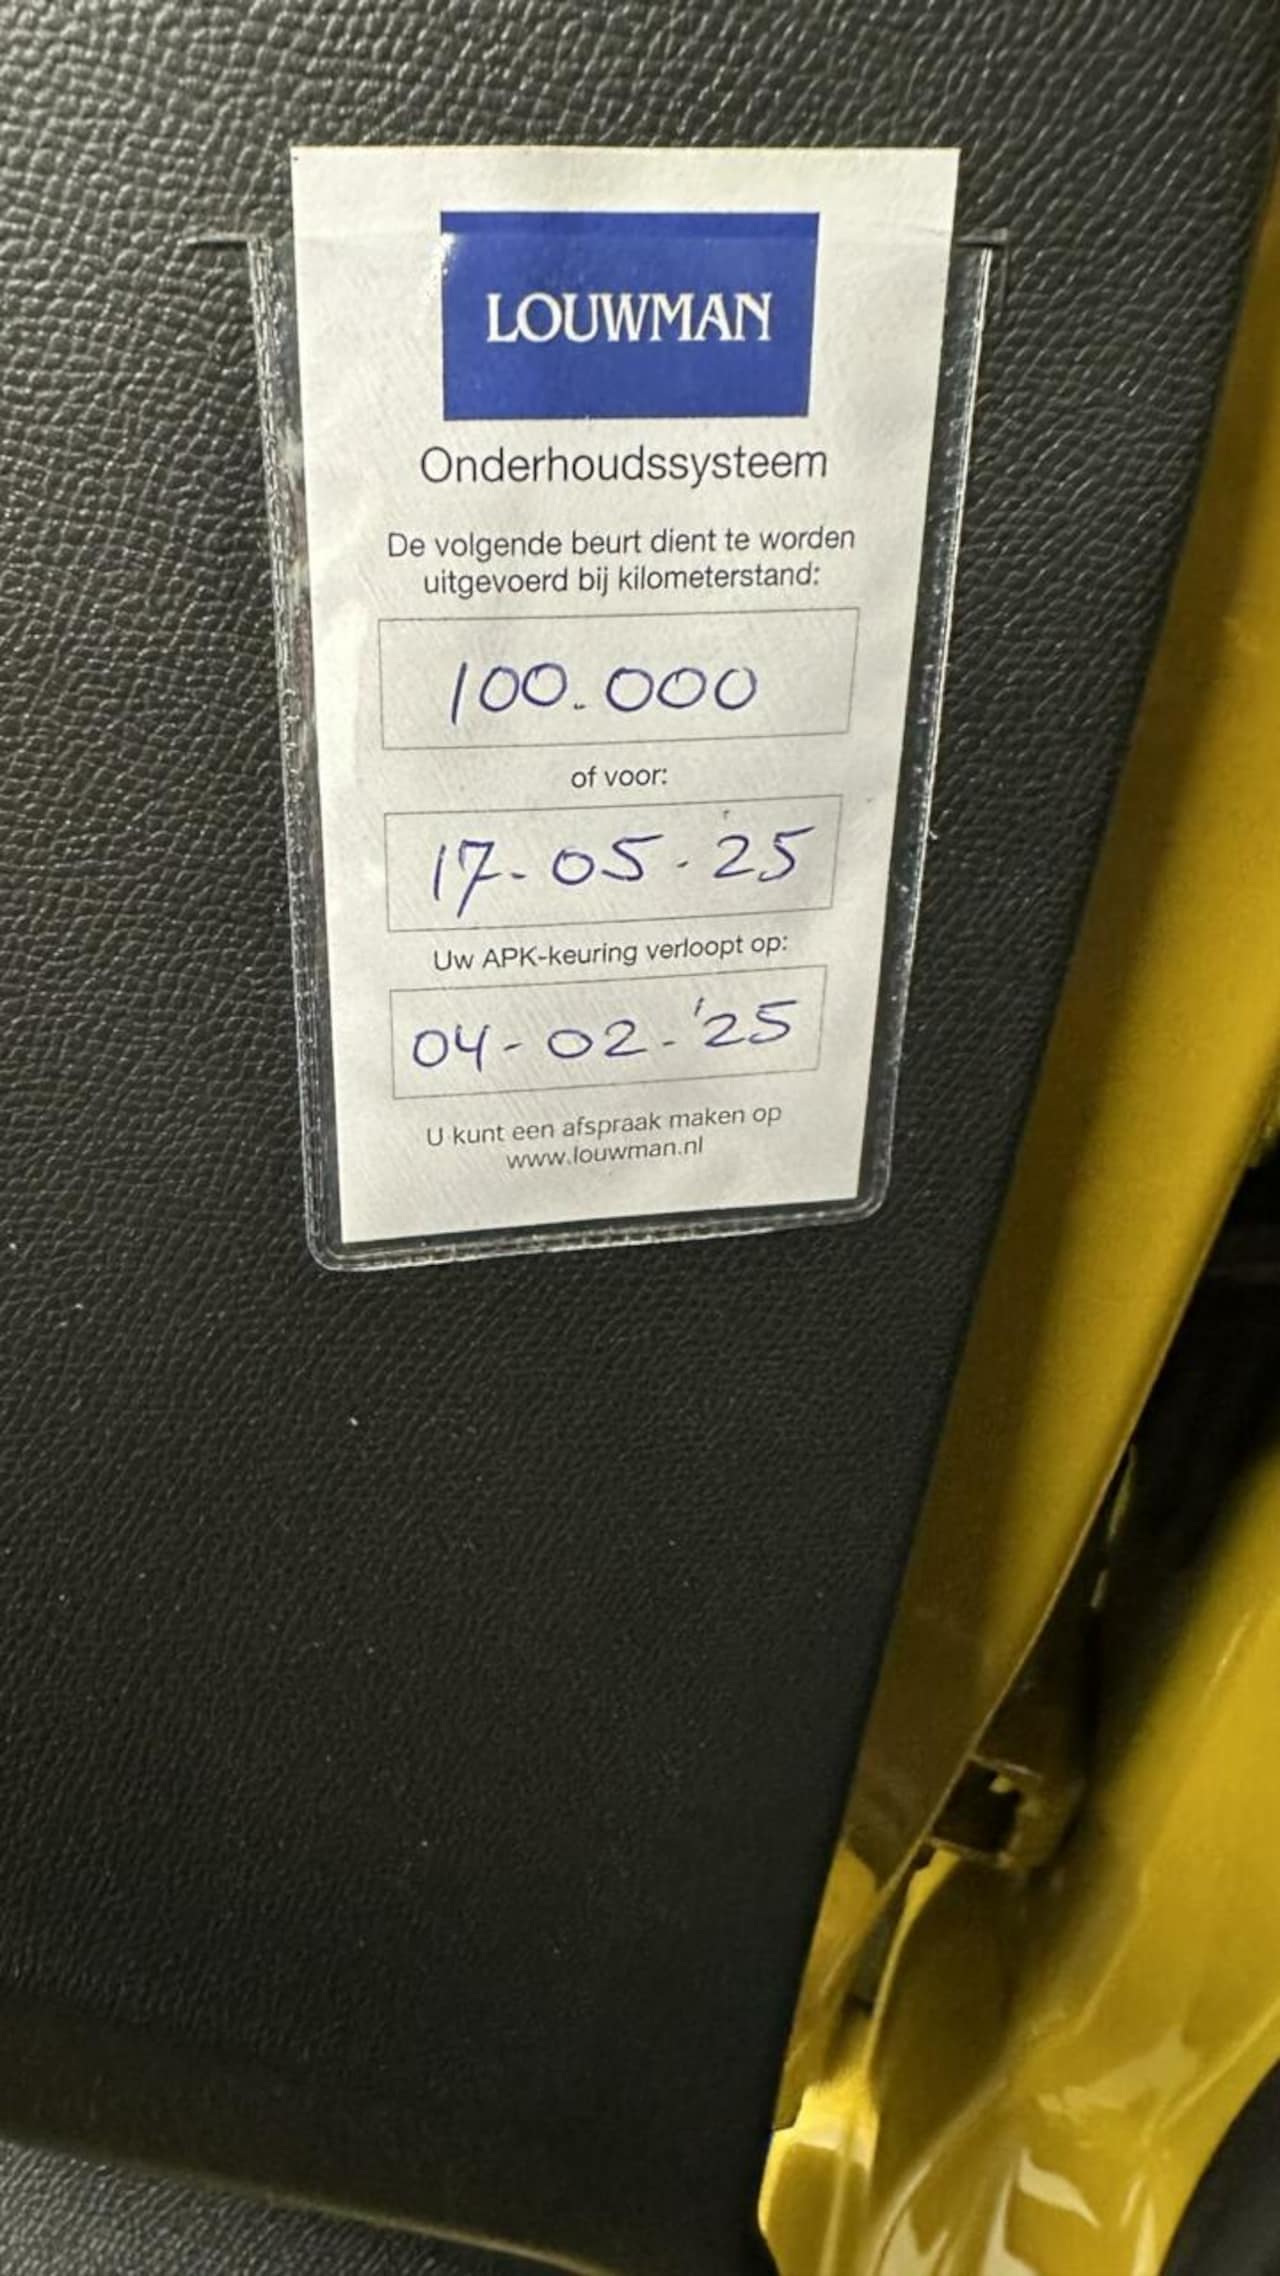 LOUWMAN
Onderhoudssysteem
De volgende beurt dient te worden
uitgevoerd bij kilometerstand:
100.000
of voor:
17-05-'25
Uw APK-keuring verloopt op:
04-02-'25
U kunt een afspraak maken op
www.louwman.nl